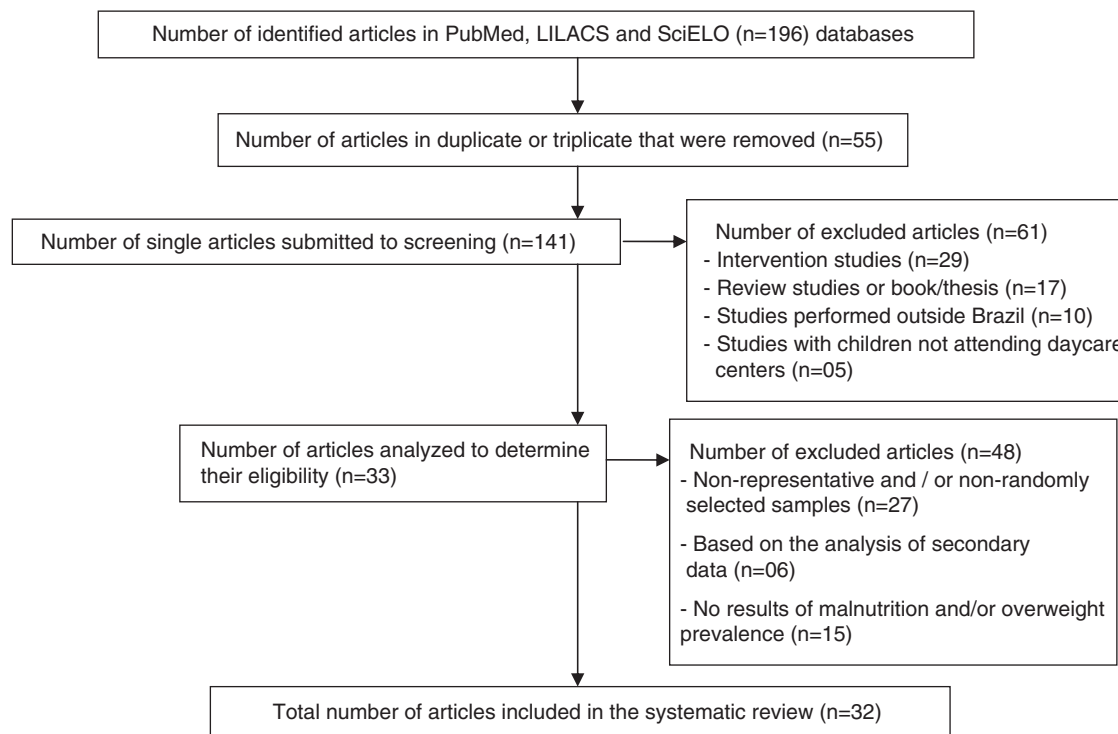 Number of identified articles in PubMed, LILACS and SciELO (n=196) databases
Number of articles in duplicate or triplicate that were removed (n=55)
Number of single articles submitted to screening (n=141)
Number of excluded articles (n=61)
- Intervention studies (n=29)
- Review studies or book/thesis (n=17)
- Studies performed outside Brazil (n=10)
- Studies with children not attending daycare
centers (n=05)
Number of articles analyzed to determine
their eligibility (n=33)
Number of excluded articles (n=48)
- Non-representative and / or non-randomly
selected samples (n=27)
- Based on the analysis of secondary
data (n=06)
- No results of malnutrition and/or overweight
prevalence (n=15)
Total number of articles included in the systematic review (n=32)